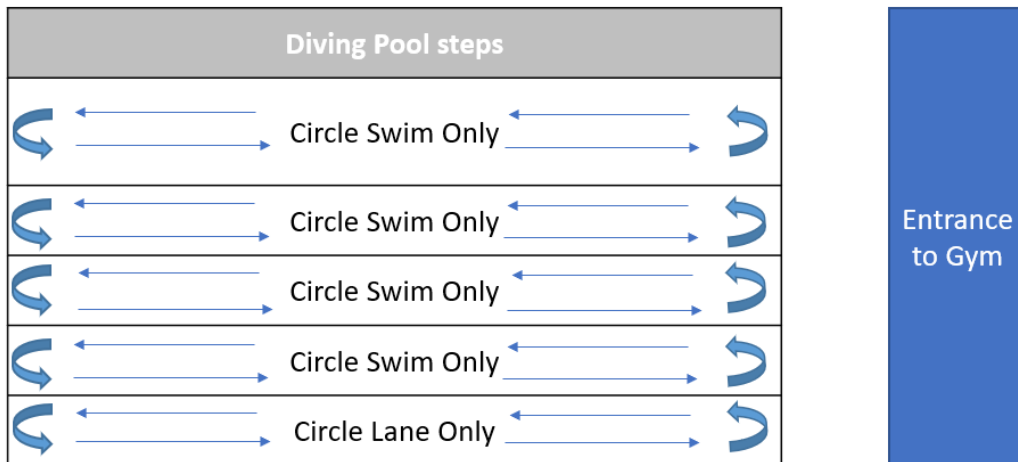 Diving Pool steps
Circle Swim Only
Circle Swim Only
Circle Swim Only
Circle Swim Only
Circle Lane Only
Entrance
to Gym